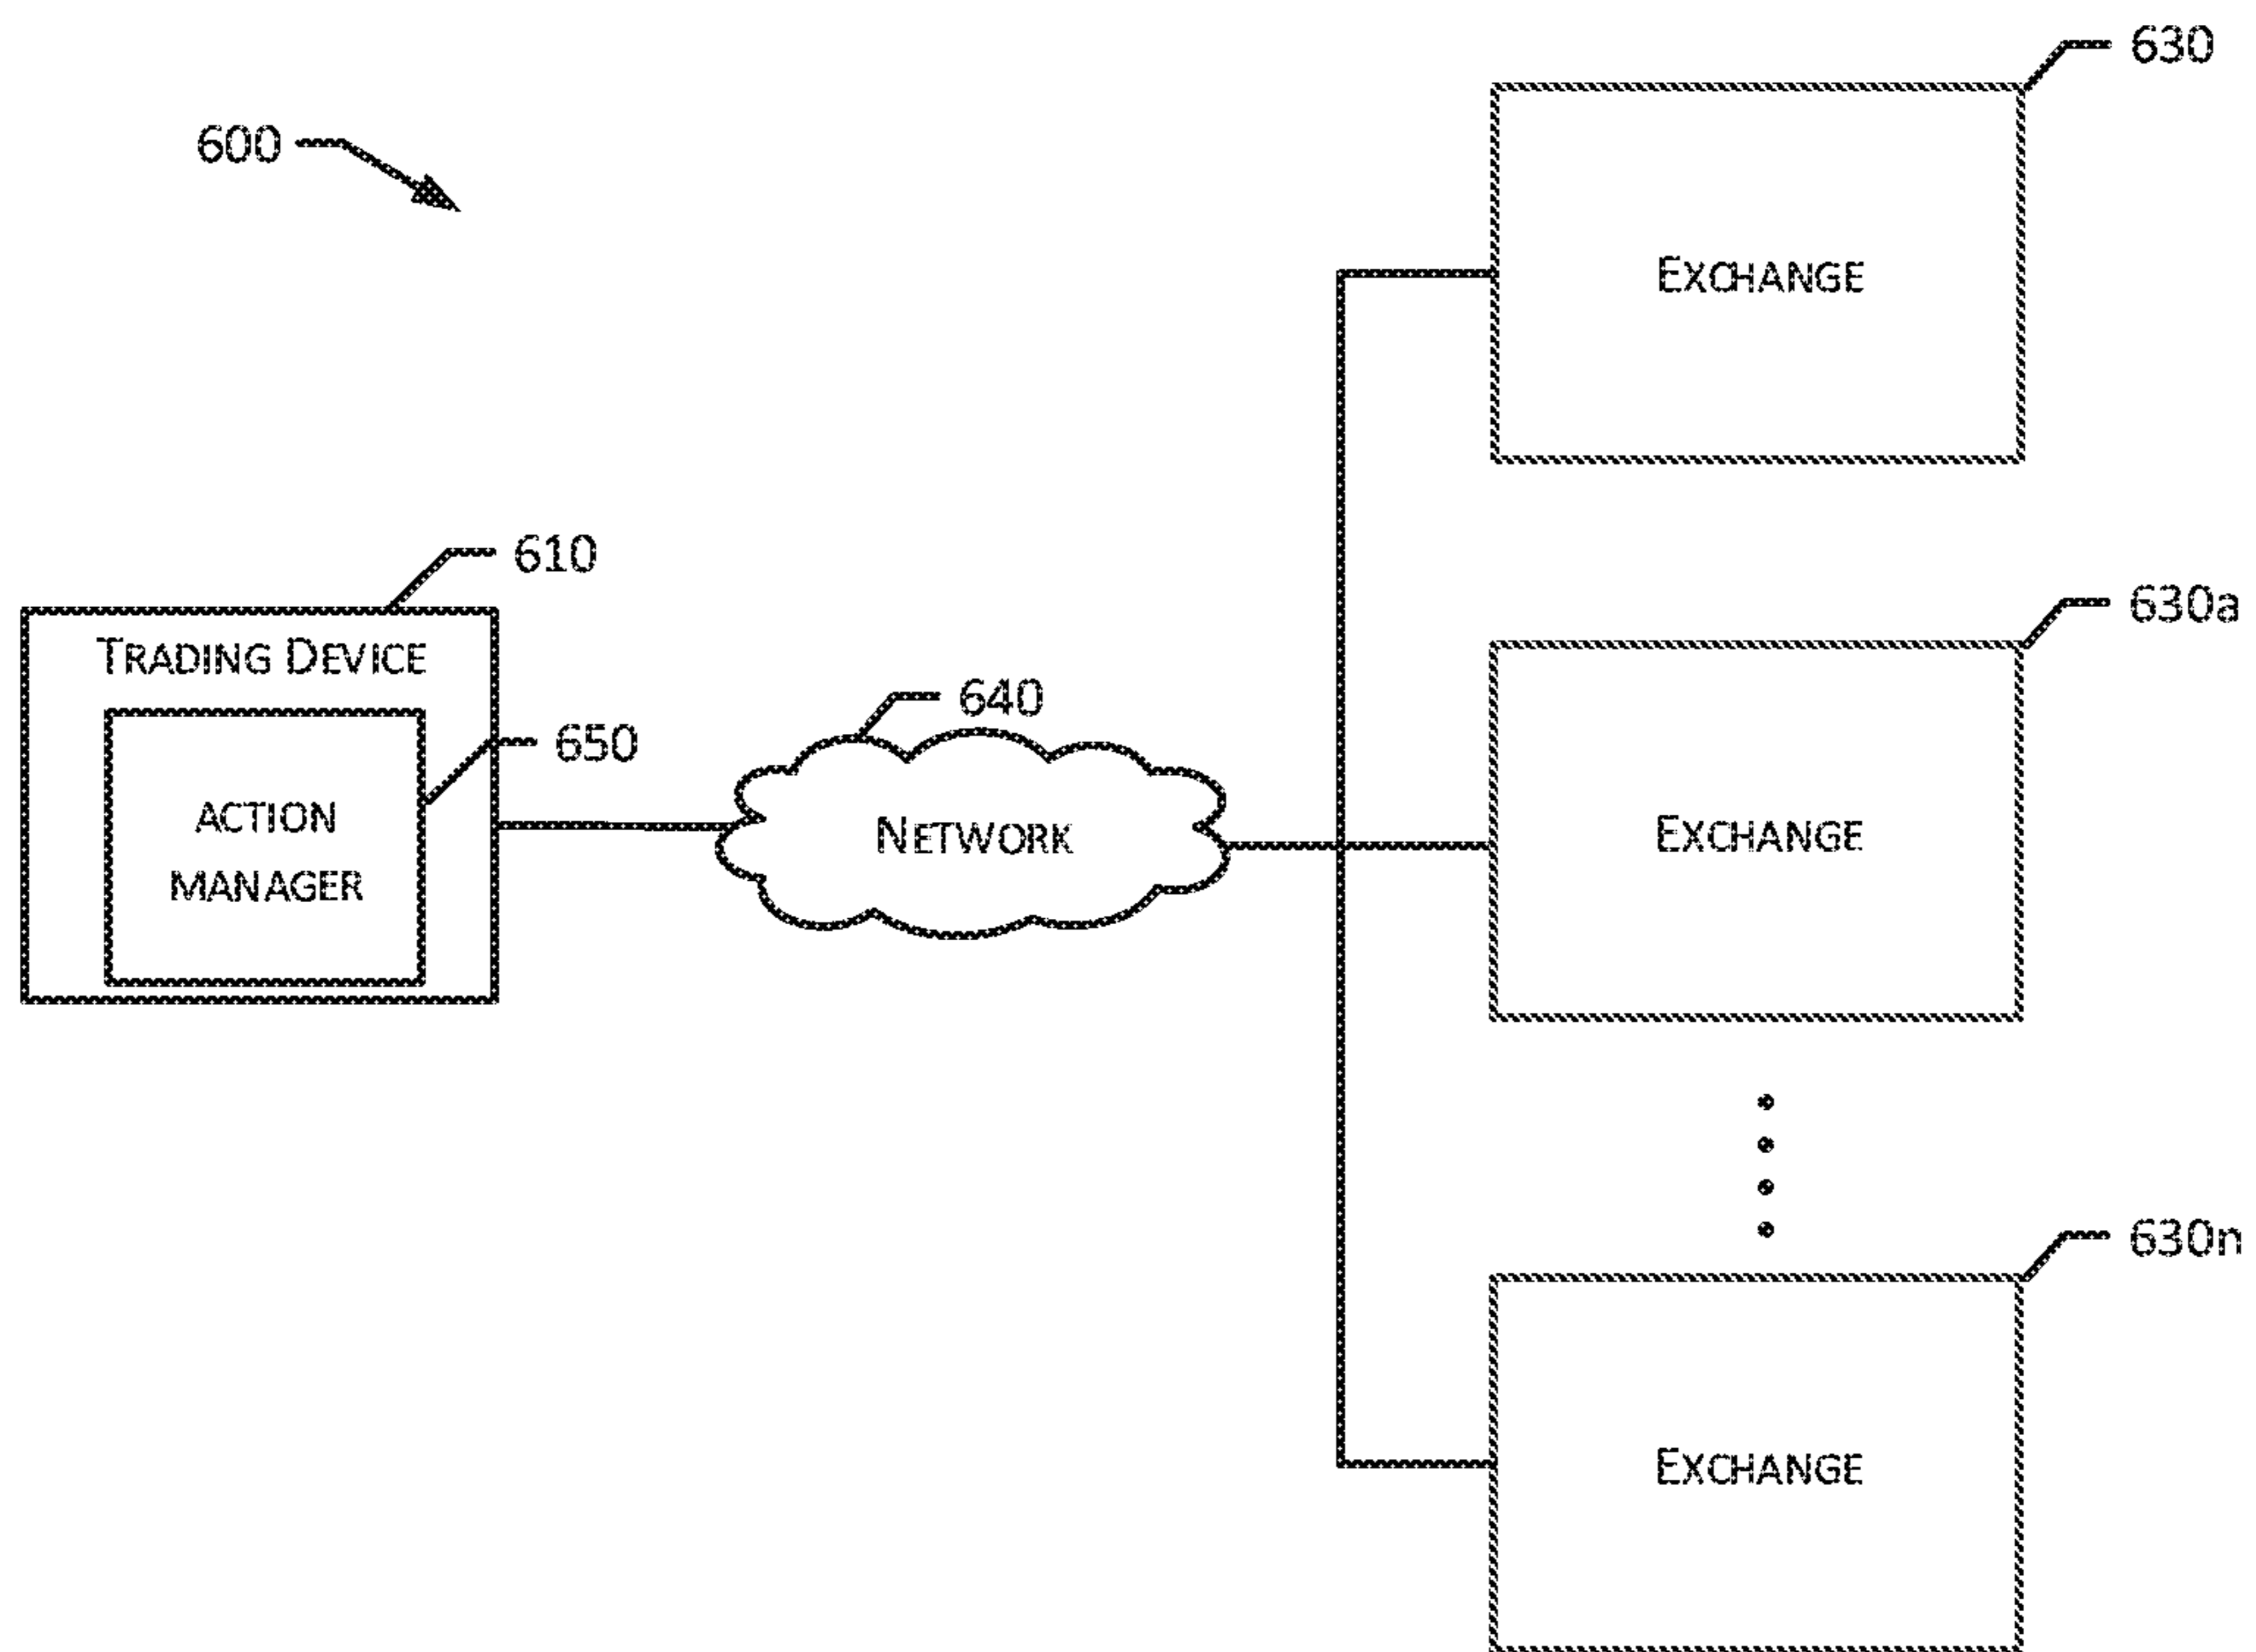 630
600
EXCHANGE
610
630a
TRADING DEVICE
640
650
ACTION
MANAGER
NETWORK
EXCHANGE
630n
EXCHANGE